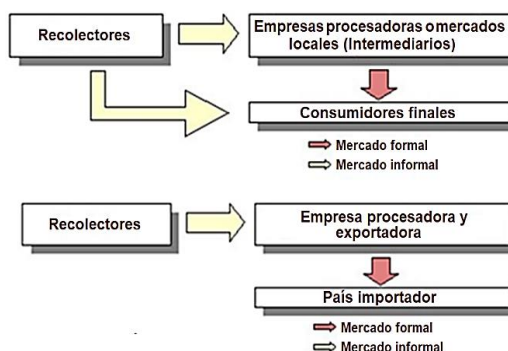 Recolectores
Empresas procesadoras o mercados
locales (Intermediarios)
Consumidores finales
Mercado formal
Mercado informal
Recolectores
Empresa procesadora y
exportadora
País importador
Mercado formal
Mercado informal